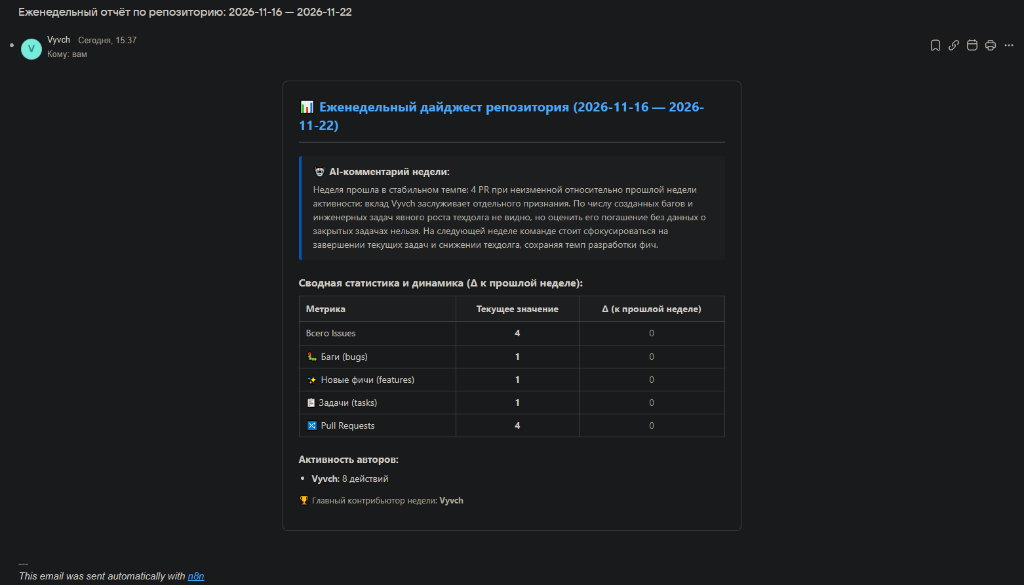 Еженедельный отчёт по репозиторию: 2026-11-16 — 2026-11-22
V
Vyvch Сегодня, 15:37
Кому: вам
📊 Еженедельный дайджест репозитория (2026-11-16 — 2026-
11-22)
🤖 AI-комментарий недели:
Неделя прошла в стабильном темпе: 4 PR при неизменной относительно прошлой недели
активности; вклад Vyvch заслуживает отдельного признания. По числу созданных багов и
инженерных задач явного роста техдолга не видно, но оценить его погашение без данных о
закрытых задачах нельзя. На следующей неделе команде стоит сфокусироваться на
завершении текущих задач и снижении техдолга, сохраняя темп разработки фич.
Сводная статистика и динамика (Δ к прошлой неделе):
Метрика Текущее значение Δ (к прошлой неделе)
Всего Issues 4 0
🐛 Баги (bugs) 1 0
✨ Новые фичи (features) 1 0
📋 Задачи (tasks) 1 0
🔀 Pull Requests 4 0
Активность авторов:
• Vyvch: 8 действий
🏆 Главный контрибьютор недели: Vyvch
---
This email was sent automatically with n8n